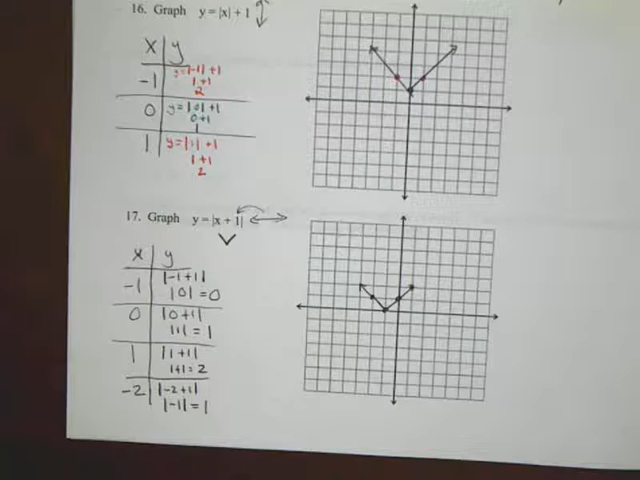 16. Graph y = |x| + 1
x y
-1 y=|-1| +1
1 +1
2
0 y=|0| +1
0+1
1
1 y=|1| +1
1 +1
2
17. Graph y = |x + 1|
x y
-1 |-1+1|
|0| =0
0 |0+1|
|1| = 1
1 |1+1|
1+1=2
-2 |-2+1|
|-1|= 1